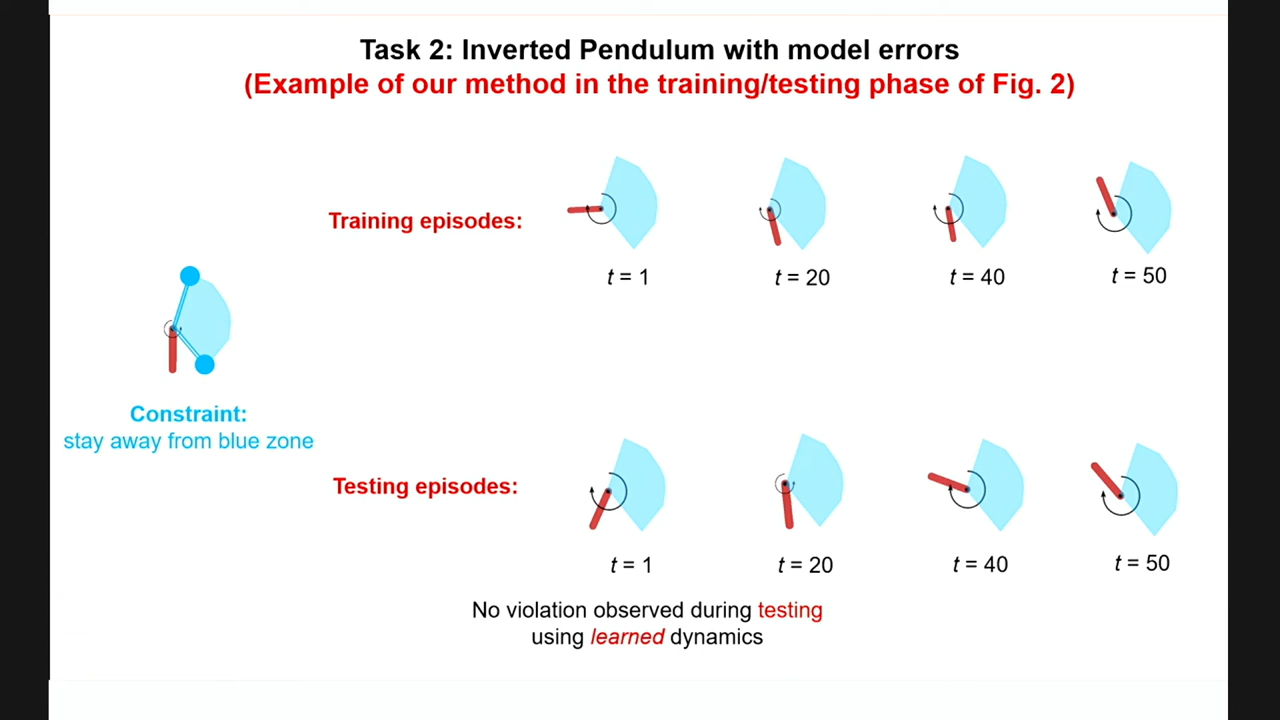 Task 2: Inverted Pendulum with model errors
(Example of our method in the training/testing phase of Fig. 2)
Training episodes:
t = 1
t = 20
t = 40
t = 50
Constraint:
stay away from blue zone
Testing episodes:
t = 1
t = 20
t = 40
t = 50
No violation observed during testing
using learned dynamics